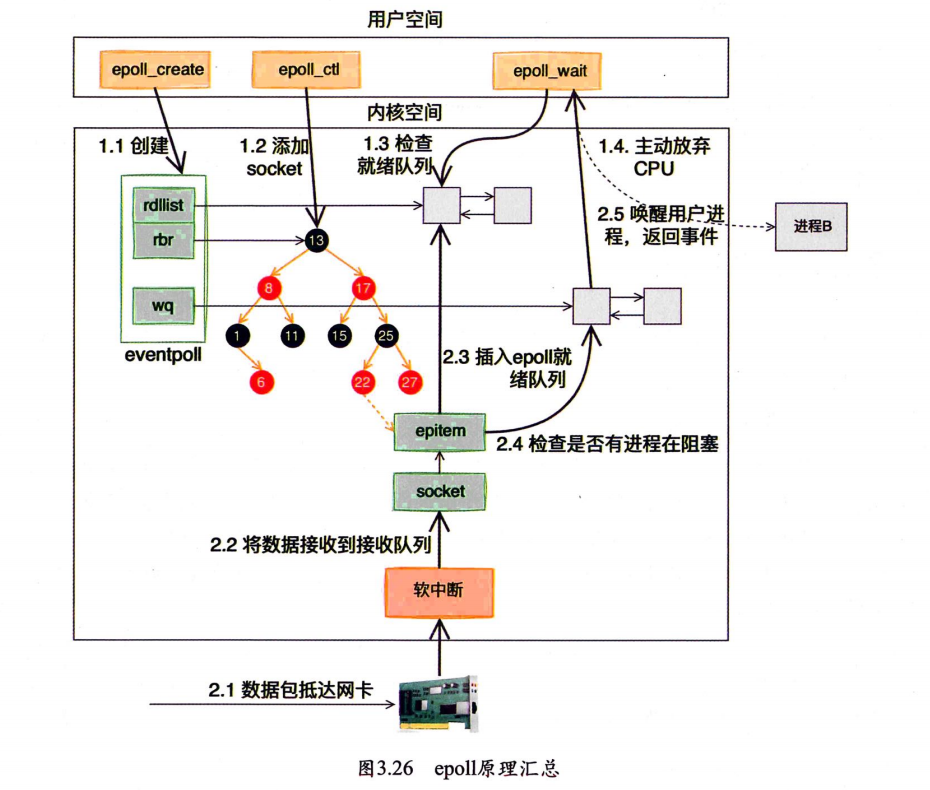 用户空间
epoll_create
epoll_ctl
epoll_wait
内核空间
1.1 创建
1.2 添加
socket
1.3 检查
就绪队列
1.4. 主动放弃
CPU
rdllist
rbr
wq
eventpoll
13
8
17
1
11
15
25
6
22
27
2.5 唤醒用户进
程，返回事件
进程B
2.3 插入epoll就
绪队列
epitem
2.4 检查是否有进程在阻塞
socket
2.2 将数据接收到接收队列
软中断
2.1 数据包抵达网卡
图3.26 epoll原理汇总